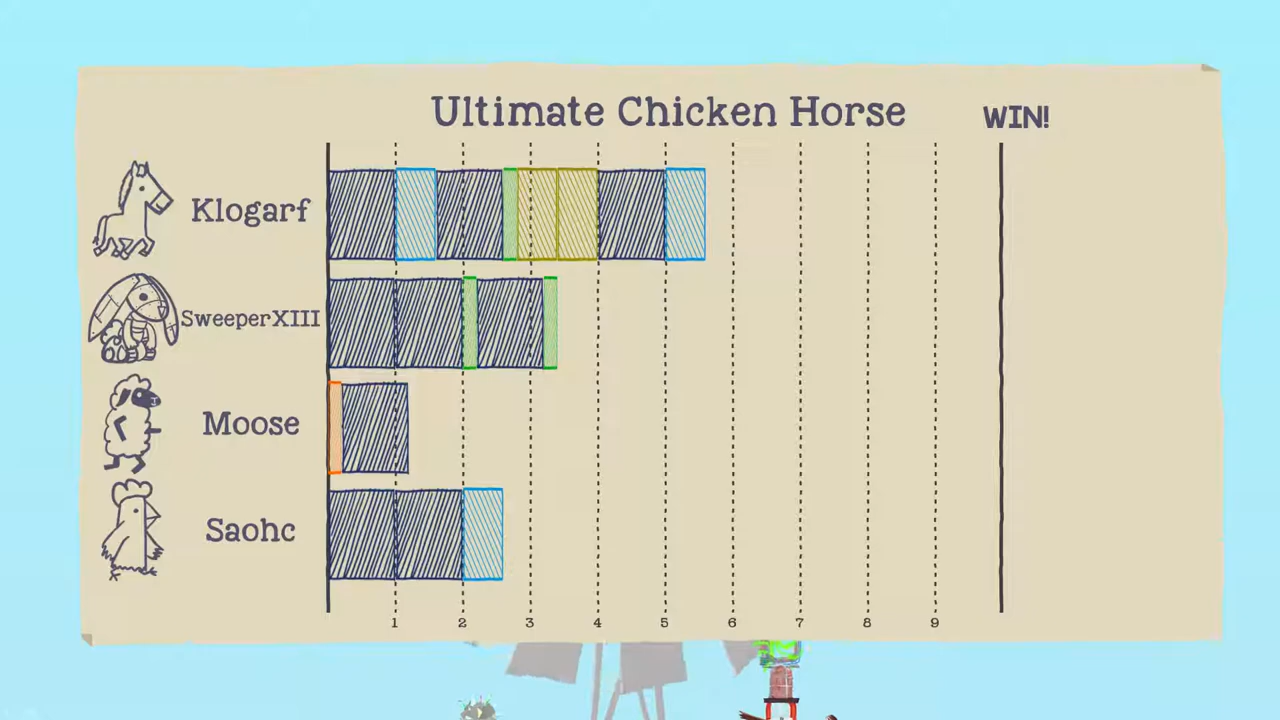 Ultimate Chicken Horse
WIN!
Klogarf
SweeperXIII
Moose
Saohc
1 2 3 4 5 6 7 8 9